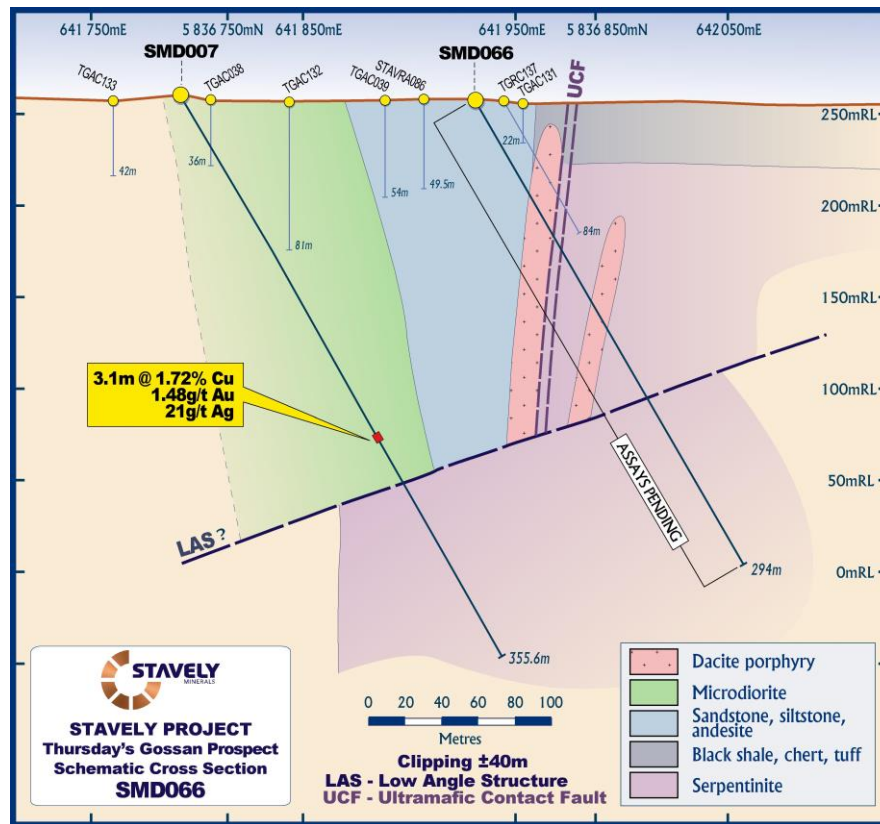 641 750mE
5 836 750mN
641 850mE
641 950mE
5 836 850mN
642 050mE
SMD007
SMD066
TGAC133
TGAC038
TGAC132
TGAC039
STAVRA086
TGRC137
TGAC131
UCF
250mRL
200mRL
150mRL
100mRL
50mRL
0mRL
42m
36m
81m
54m
49.5m
22m
84m
3.1m @ 1.72% Cu
1.48g/t Au
21g/t Ag
ASSAYS PENDING
LAS ?
294m
355.6m
STAVELY
MINERALS
STAVELY PROJECT
Thursday's Gossan Prospect
Schematic Cross Section
SMD066
0 20 40 60 80 100
Metres
Clipping ±40m
LAS - Low Angle Structure
UCF - Ultramafic Contact Fault
Dacite porphyry
Microdiorite
Sandstone, siltstone,
andesite
Black shale, chert, tuff
Serpentinite